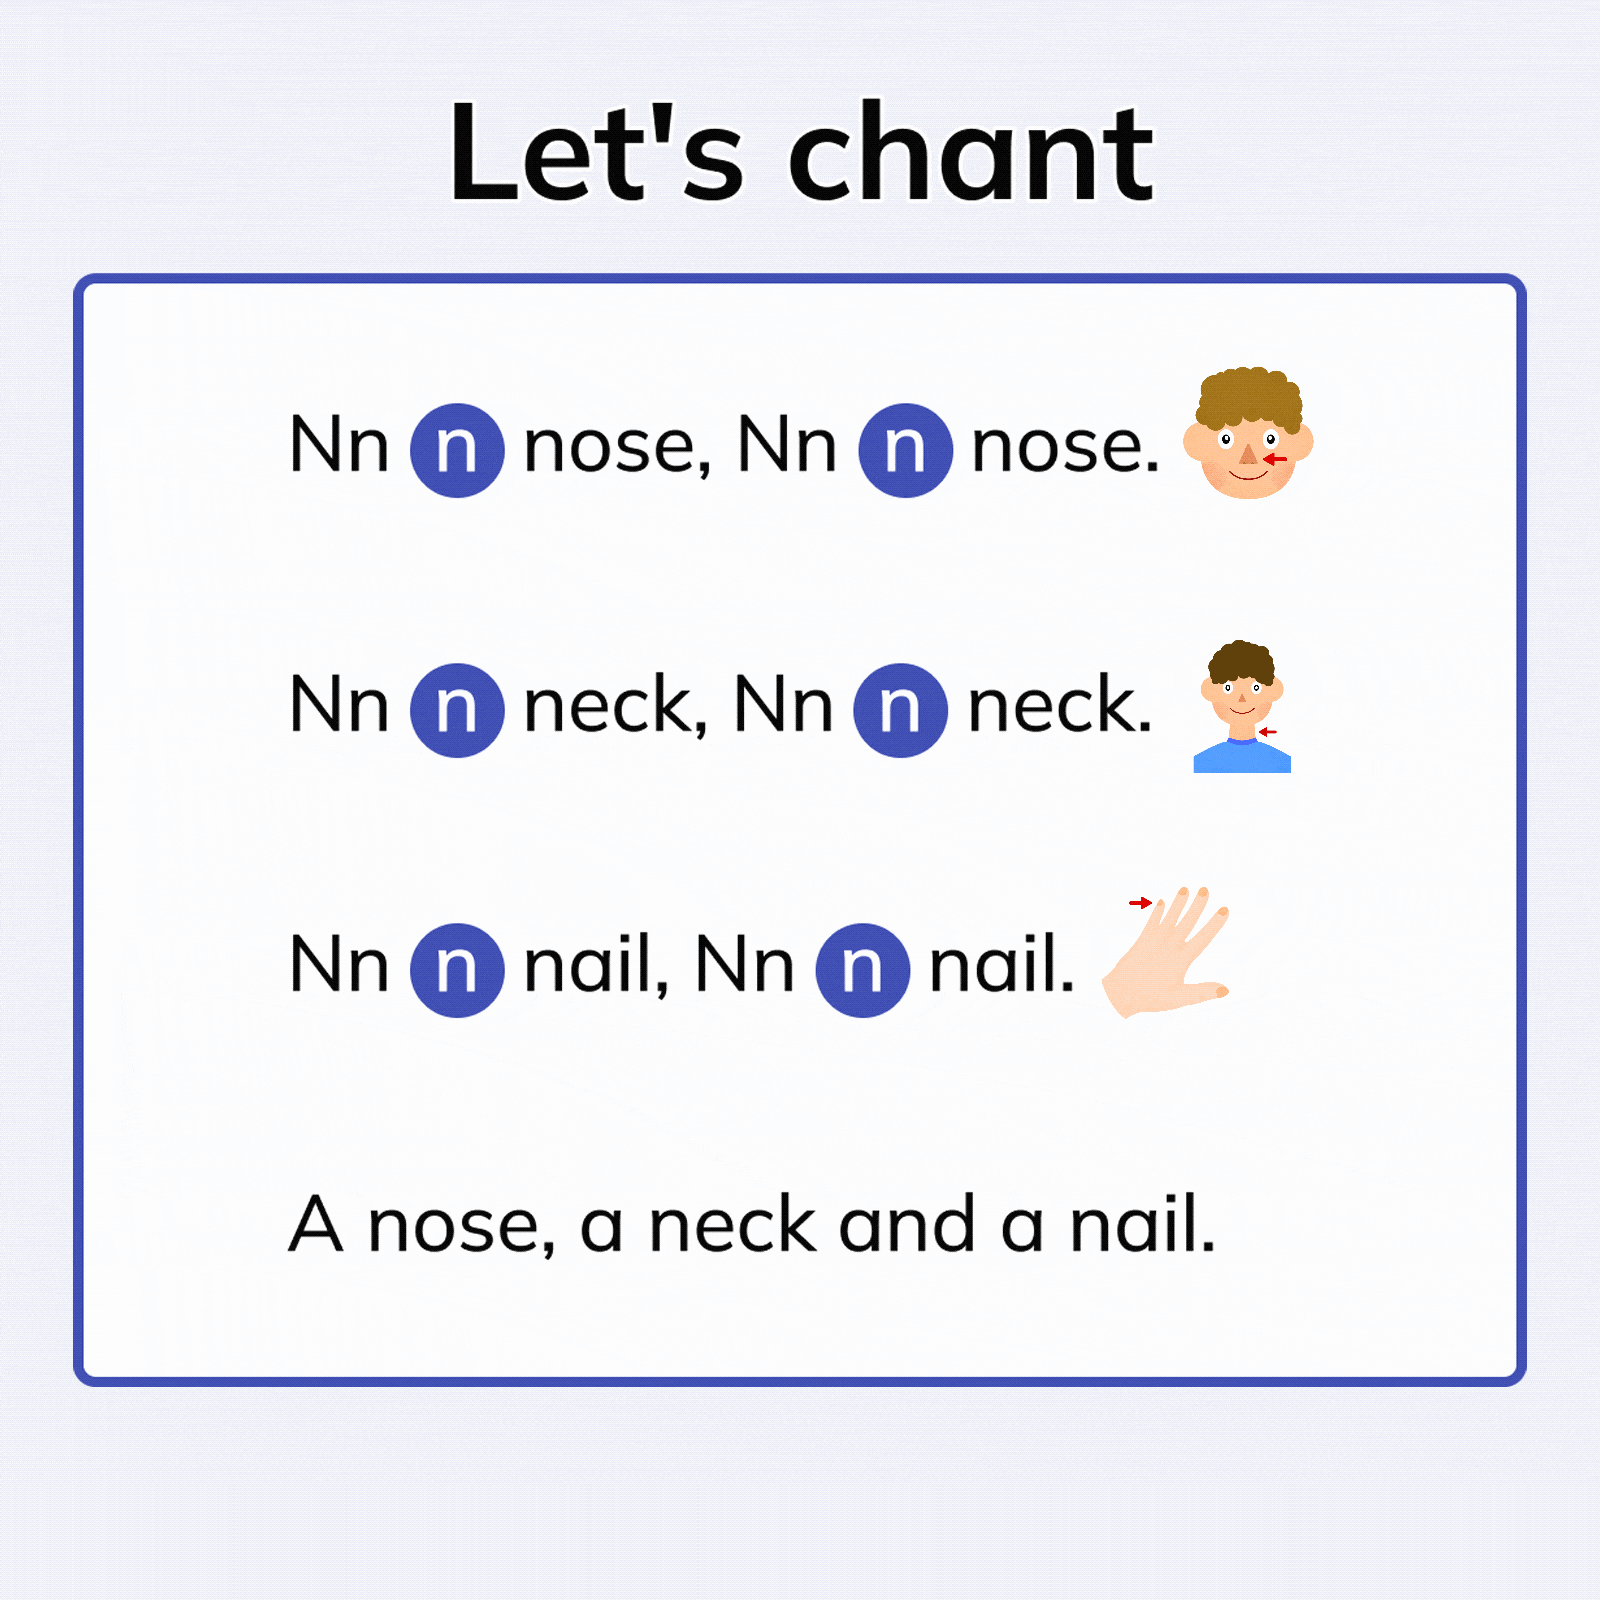 Let's chant
Nn n nose, Nn n nose.
Nn n neck, Nn n neck.
Nn n nail, Nn n nail.
A nose, a neck and a nail.